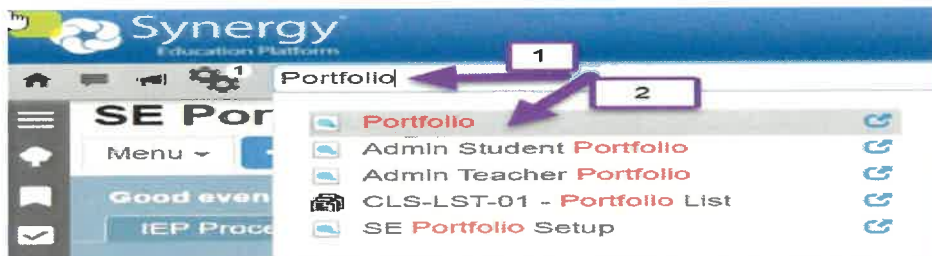 Synergy
Education Platform
1
1
Portfolio
2
SE Por
Portfolio
Menu
Admin Student Portfolio
Admin Teacher Portfolio
Good even
CLS-LST-01 - Portfolio List
IEP Proce
SE Portfolio Setup